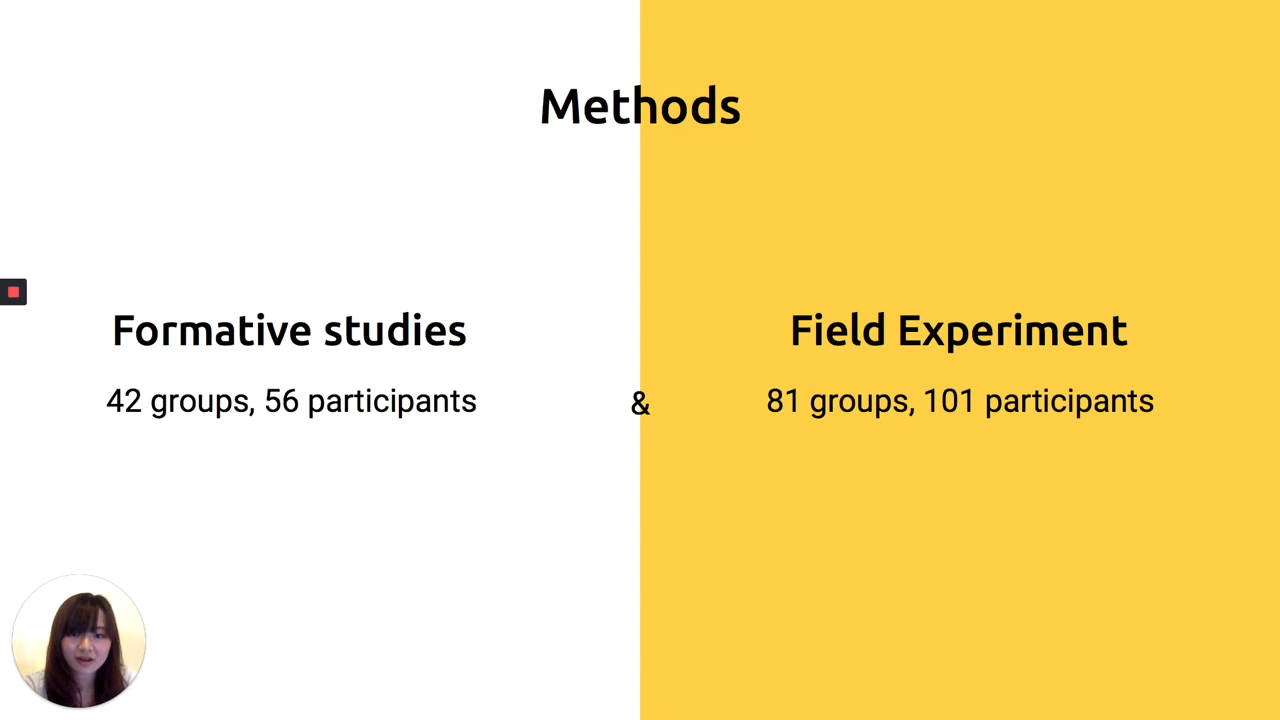 Methods
Formative studies
Field Experiment
42 groups, 56 participants
&
81 groups, 101 participants